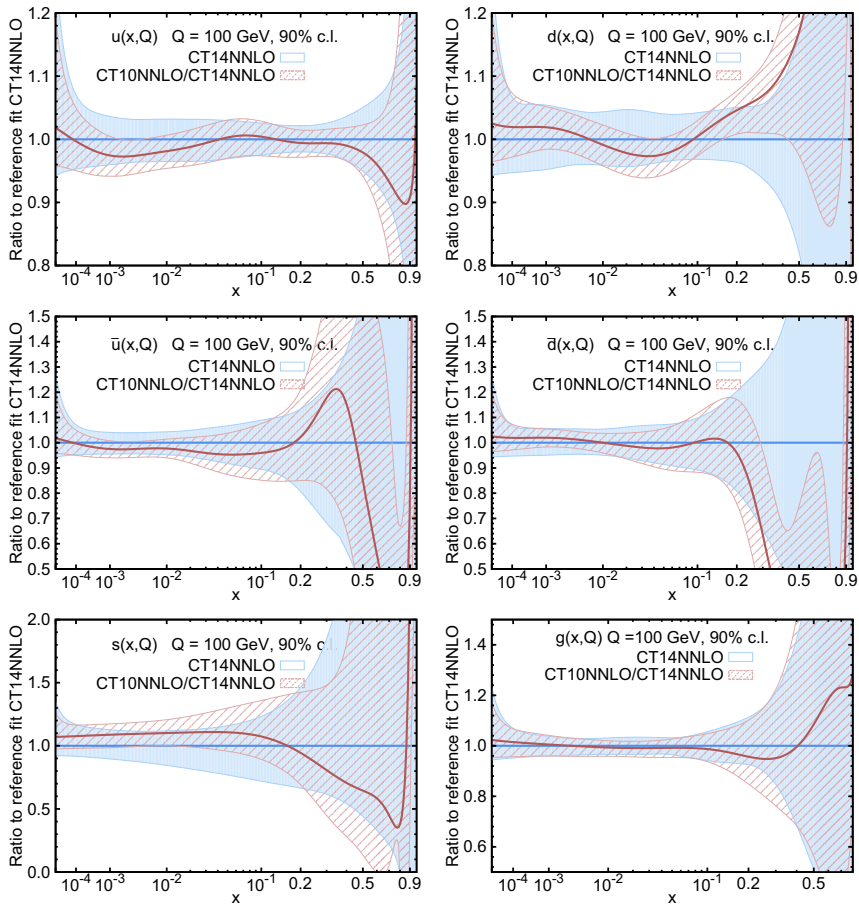 u(x,Q) Q = 100 GeV, 90% c.l.
CT14NNLO
CT10NNLO/CT14NNLO
Ratio to reference fit CT14NNLO
1.2
1.1
1.0
0.9
0.8
10-4 10-3 10-2 10-1 0.2 0.5 0.9
x
d(x,Q) Q = 100 GeV, 90% c.l.
CT14NNLO
CT10NNLO/CT14NNLO
Ratio to reference fit CT14NNLO
1.2
1.1
1.0
0.9
0.8
10-4 10-3 10-2 10-1 0.2 0.5 0.9
x
u̅(x,Q) Q = 100 GeV, 90% c.l.
CT14NNLO
CT10NNLO/CT14NNLO
Ratio to reference fit CT14NNLO
1.5
1.4
1.3
1.2
1.1
1.0
0.9
0.8
0.7
0.6
0.5
10-4 10-3 10-2 10-1 0.2 0.5 0.9
x
d̅(x,Q) Q = 100 GeV, 90% c.l.
CT14NNLO
CT10NNLO/CT14NNLO
Ratio to reference fit CT14NNLO
1.5
1.4
1.3
1.2
1.1
1.0
0.9
0.8
0.7
0.6
0.5
10-4 10-3 10-2 10-1 0.2 0.5 0.9
x
s(x,Q) Q = 100 GeV, 90% c.l.
CT14NNLO
CT10NNLO/CT14NNLO
Ratio to reference fit CT14NNLO
2.0
1.5
1.0
0.5
0.0
10-4 10-3 10-2 10-1 0.2 0.5 0.9
x
g(x,Q) Q =100 GeV, 90% c.l.
CT14NNLO
CT10NNLO/CT14NNLO
Ratio to reference fit CT14NNLO
1.4
1.2
1.0
0.8
0.6
10-4 10-3 10-2 10-1 0.2 0.5 0.9
x